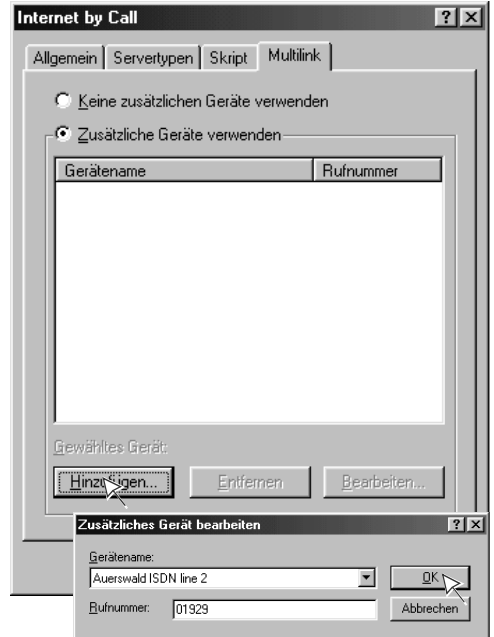 Internet by Call
Allgemein Servertypen Skript Multilink
Keine zusätzlichen Geräte verwenden
Zusätzliche Geräte verwenden
Gerätename Rufnummer
Gewähltes Gerät:
Hinzufügen... Entfernen Bearbeiten...
Zusätzliches Gerät bearbeiten
Gerätename:
Auerswald ISDN line 2 OK
Rufnummer: 01929 Abbrechen